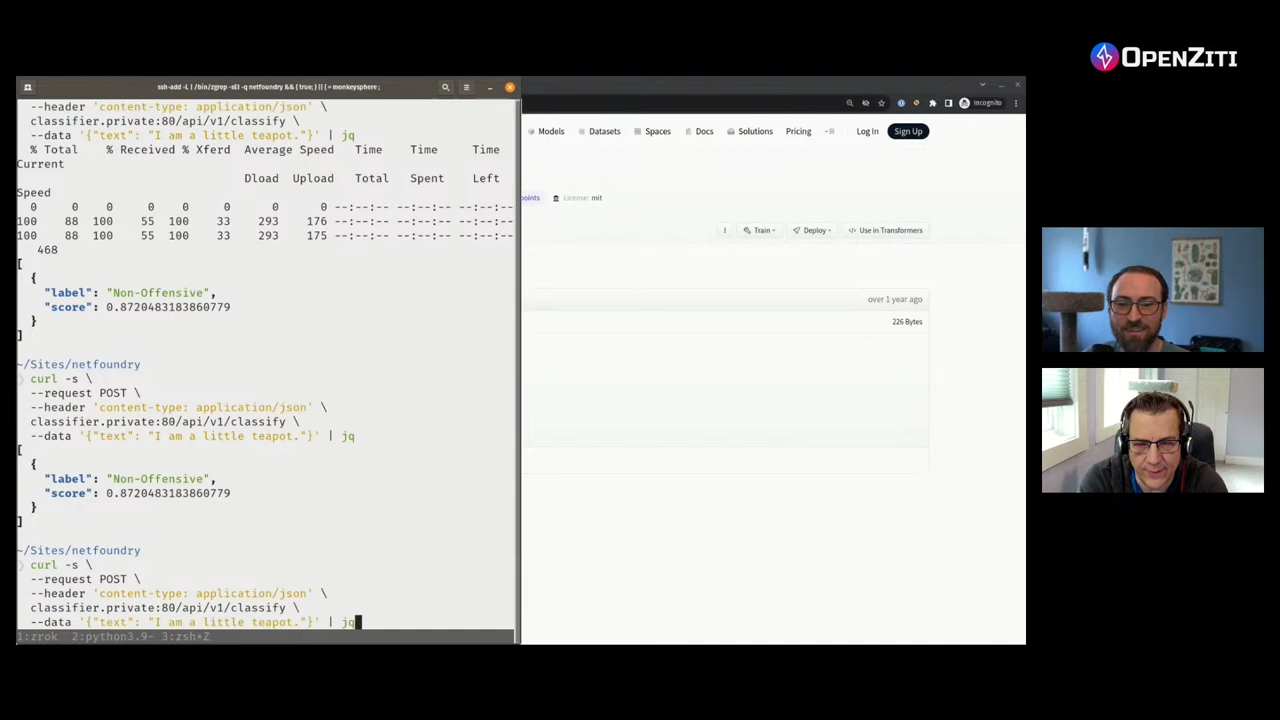 OPENZITI
ssh-add -L | /bin/zgrep -sEI -q netfoundry && { true; } || { = monkeysphere ;
--header 'content-type: application/json' \
classifier.private:80/api/v1/classify \
--data '{"text": "I am a little teapot."}' | jq
% Total % Received % Xferd Average Speed Time Time Time
Current
Dload Upload Total Spent Left
Speed
0 0 0 0 0 0 0 0 --:--:-- --:--:-- --:--:--
100 88 100 55 100 33 293 176 --:--:-- --:--:-- --:--:--
100 88 100 55 100 33 293 175 --:--:-- --:--:-- --:--:--
468
[
{
"label": "Non-Offensive",
"score": 0.8720483183860779
}
]
~/Sites/netfoundry
❯ curl -s \
--request POST \
--header 'content-type: application/json' \
classifier.private:80/api/v1/classify \
--data '{"text": "I am a little teapot."}' | jq
[
{
"label": "Non-Offensive",
"score": 0.8720483183860779
}
]
~/Sites/netfoundry
❯ curl -s \
--request POST \
--header 'content-type: application/json' \
classifier.private:80/api/v1/classify \
--data '{"text": "I am a little teapot."}' | jq
1:zrok 2:python3.9- 3:zsh*Z
Incognito
Models Datasets Spaces Docs Solutions Pricing Log In Sign Up
points License: mit
Train Deploy </> Use in Transformers
over 1 year ago
226 Bytes